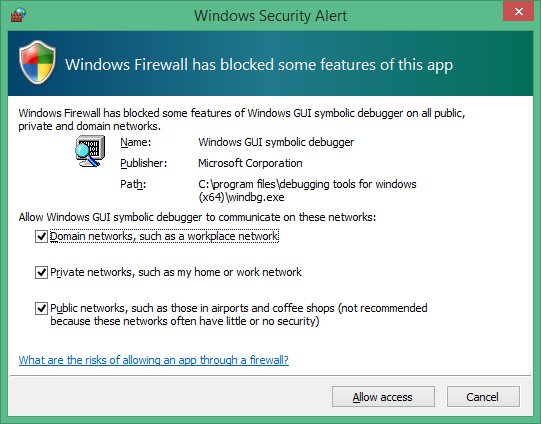 Windows Security Alert
Windows Firewall has blocked some features of this app
Windows Firewall has blocked some features of Windows GUI symbolic debugger on all public,
private and domain networks.
Name: Windows GUI symbolic debugger
Publisher: Microsoft Corporation
Path: C:\program files\debugging tools for windows
(x64)\windbg.exe
Allow Windows GUI symbolic debugger to communicate on these networks:
Domain networks, such as a workplace network
Private networks, such as my home or work network
Public networks, such as those in airports and coffee shops (not recommended
because these networks often have little or no security)
What are the risks of allowing an app through a firewall?
Allow access Cancel